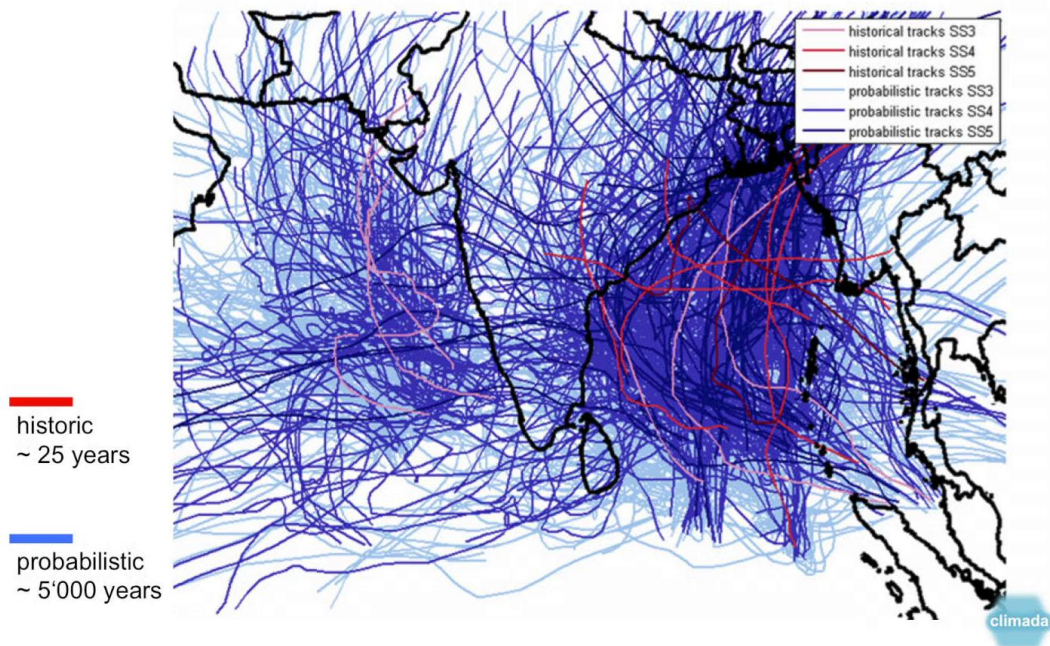 historical tracks SS3
historical tracks SS4
historical tracks SS5
probabilistic tracks SS3
probabilistic tracks SS4
probabilistic tracks SS5
historic
~ 25 years
probabilistic
~ 5‘000 years
climada